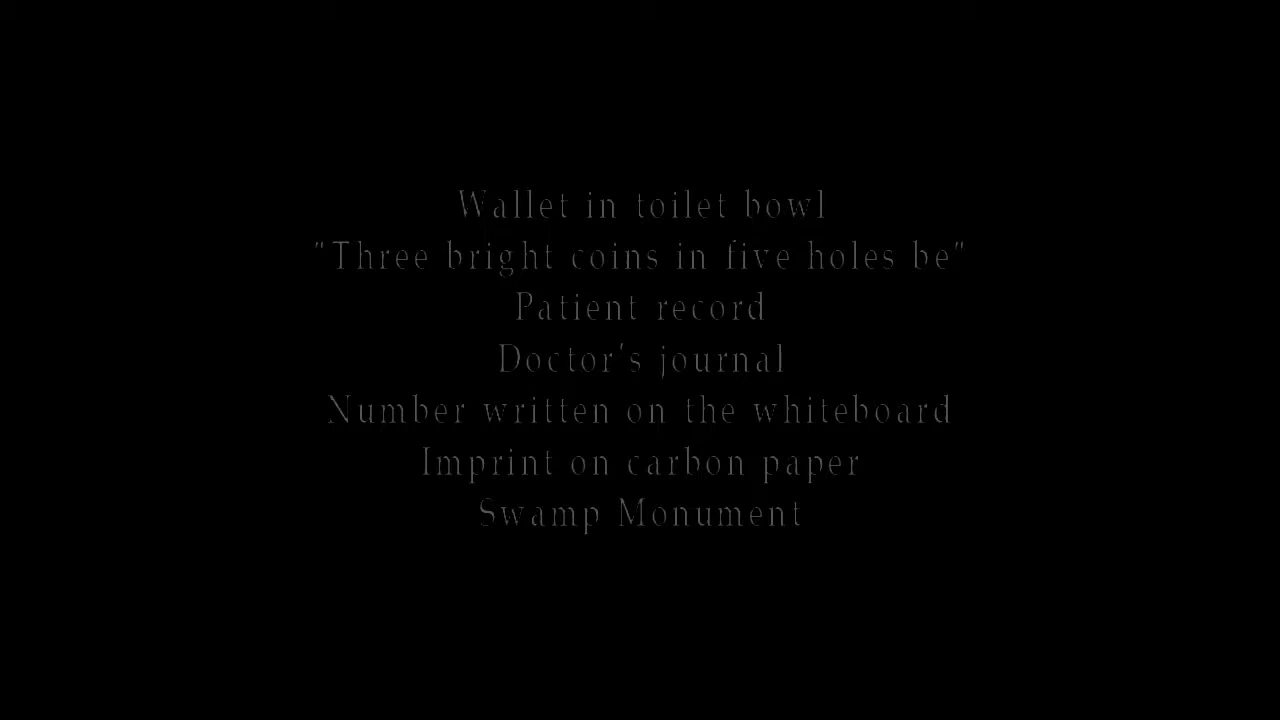 Wallet in toilet bowl
"Three bright coins in five holes be"
Patient record
Doctor's journal
Number written on the whiteboard
Imprint on carbon paper
Swamp Monument